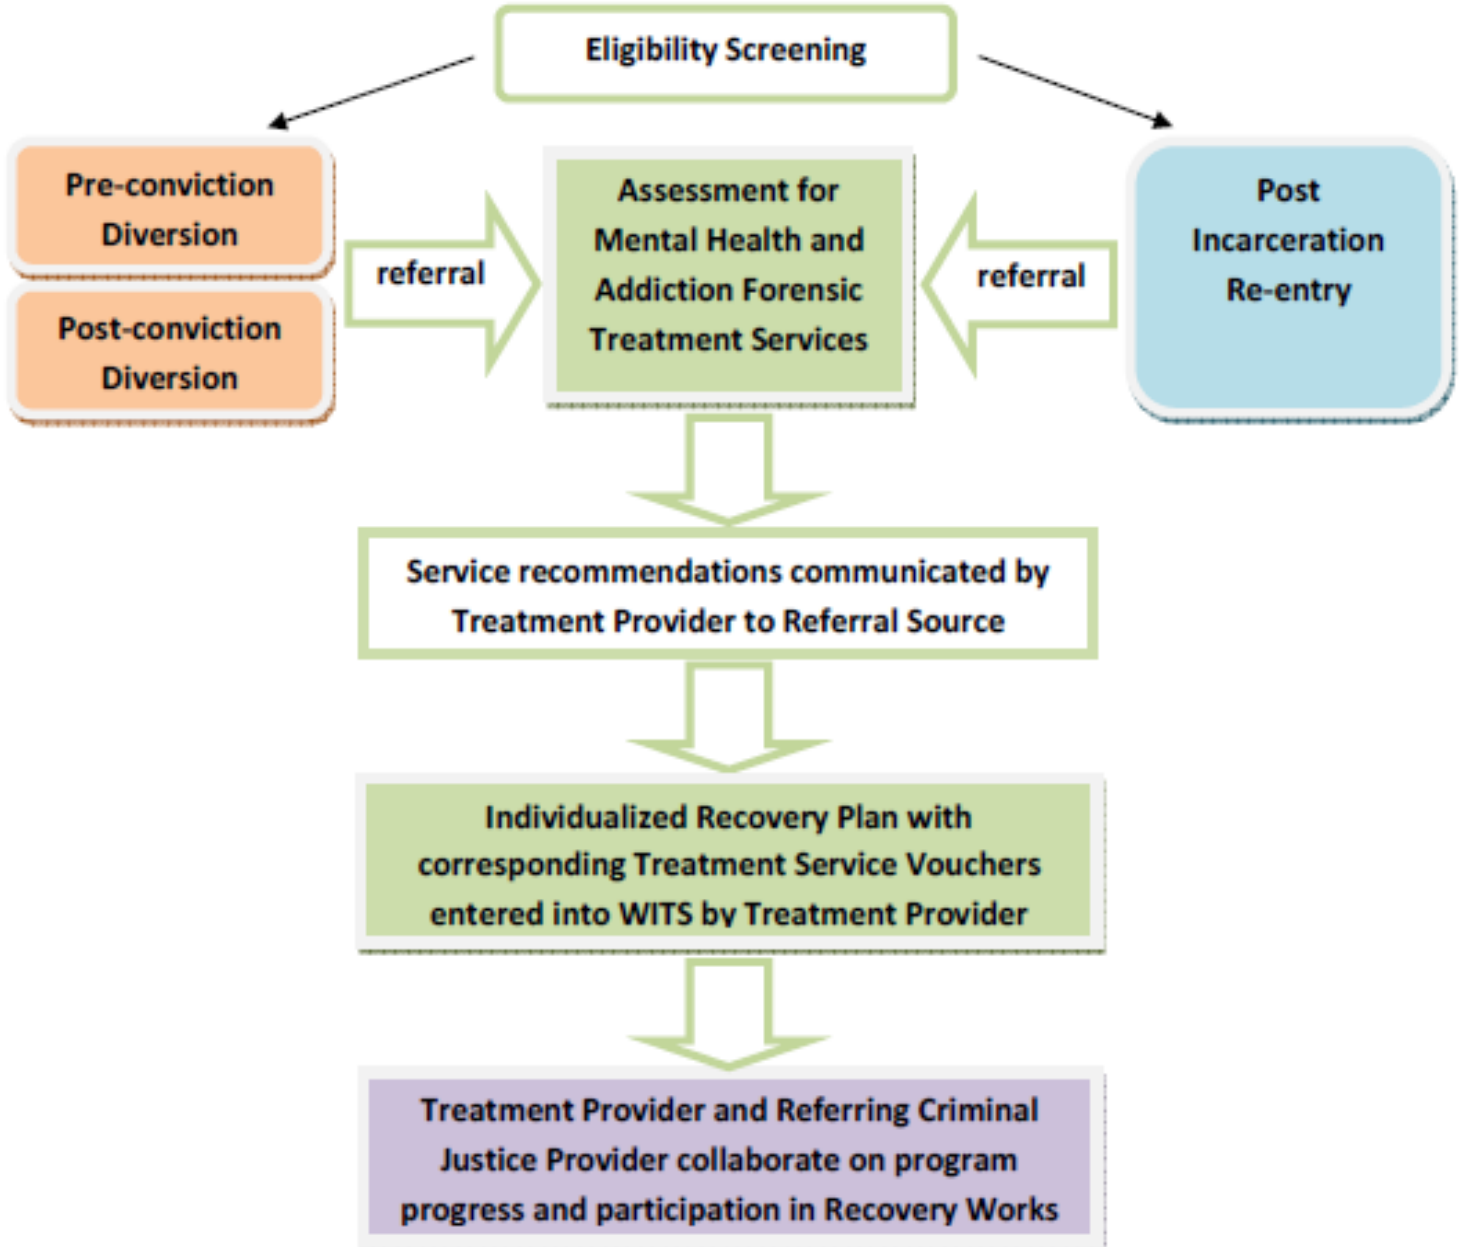 Eligibility Screening
Pre-conviction
Diversion
Post-conviction
Diversion
referral
Assessment for
Mental Health and
Addiction Forensic
Treatment Services
referral
Post
Incarceration
Re-entry
Service recommendations communicated by
Treatment Provider to Referral Source
Individualized Recovery Plan with
corresponding Treatment Service Vouchers
entered into WITS by Treatment Provider
Treatment Provider and Referring Criminal
Justice Provider collaborate on program
progress and participation in Recovery Works